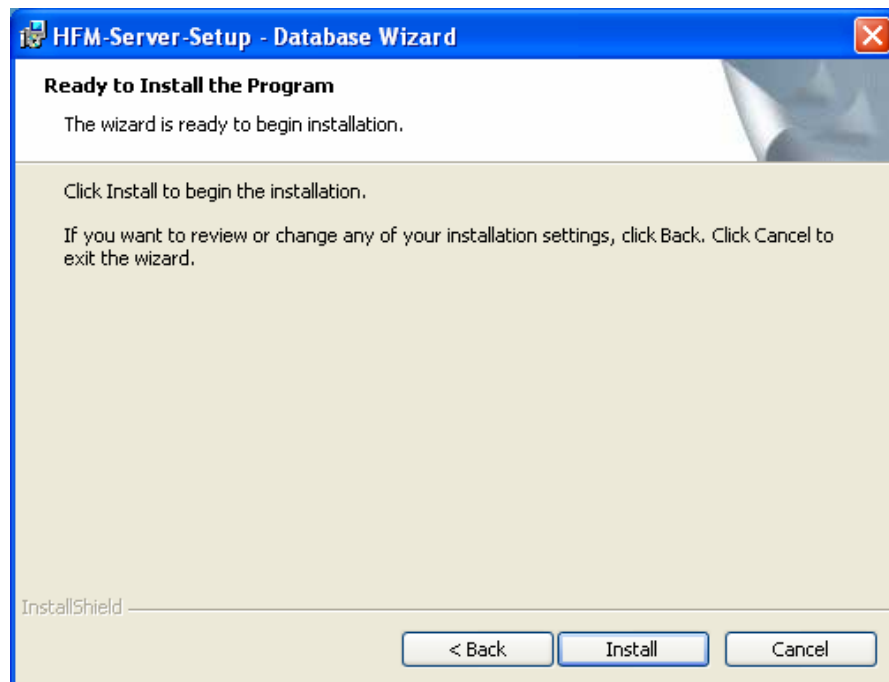 HFM-Server-Setup - Database Wizard
Ready to Install the Program
The wizard is ready to begin installation.
Click Install to begin the installation.
If you want to review or change any of your installation settings, click Back. Click Cancel to
exit the wizard.
InstallShield
< Back
Install
Cancel